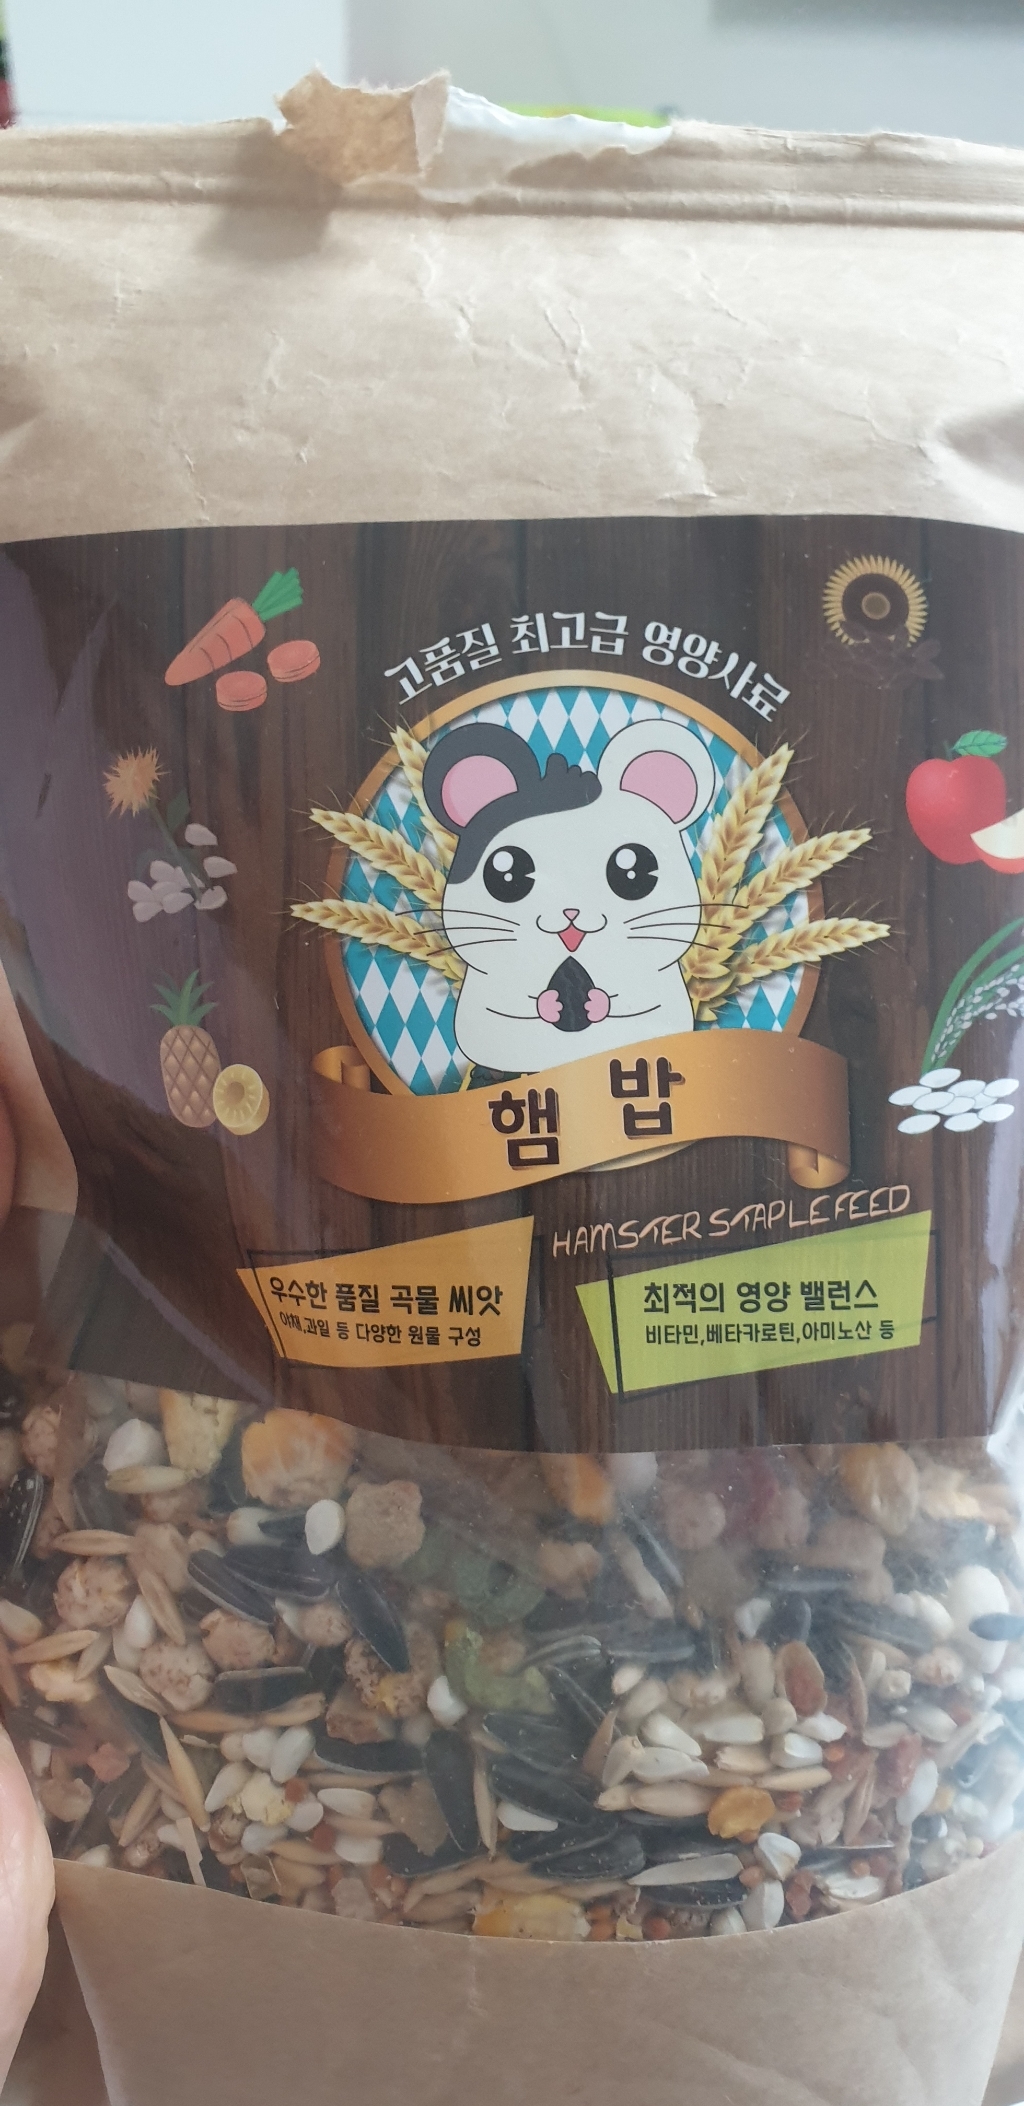 고품질 최고급 영양사료
햄밥
HAMSTER STAPLE FEED
우수한 품질 곡물 씨앗
야채,과일 등 다양한 원물 구성
최적의 영양 밸런스
비타민,베타카로틴,아미노산 등